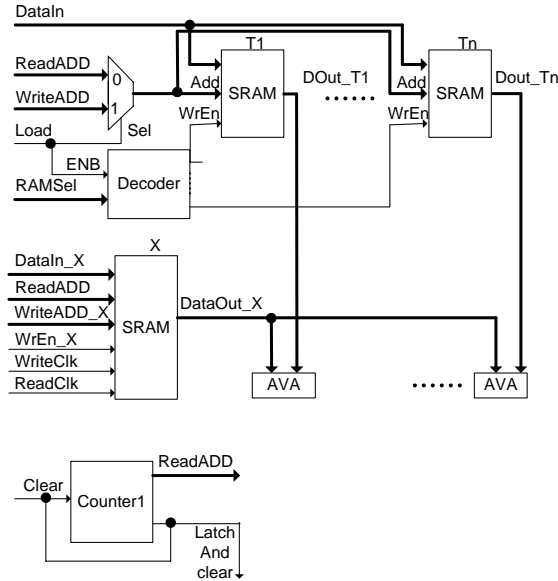 DataIn
T1
Tn
ReadADD
0
DOut_T1
Dout_Tn
Add
SRAM
......
Add
SRAM
WriteADD
1
WrEn
WrEn
Load
Sel
ENB
Decoder
RAMSel
X
DataIn_X
ReadADD
DataOut_X
WriteADD_X
SRAM
WrEn_X
WriteClk
ReadClk
AVA
......
AVA
ReadADD
Clear
Counter1
Latch
And
clear